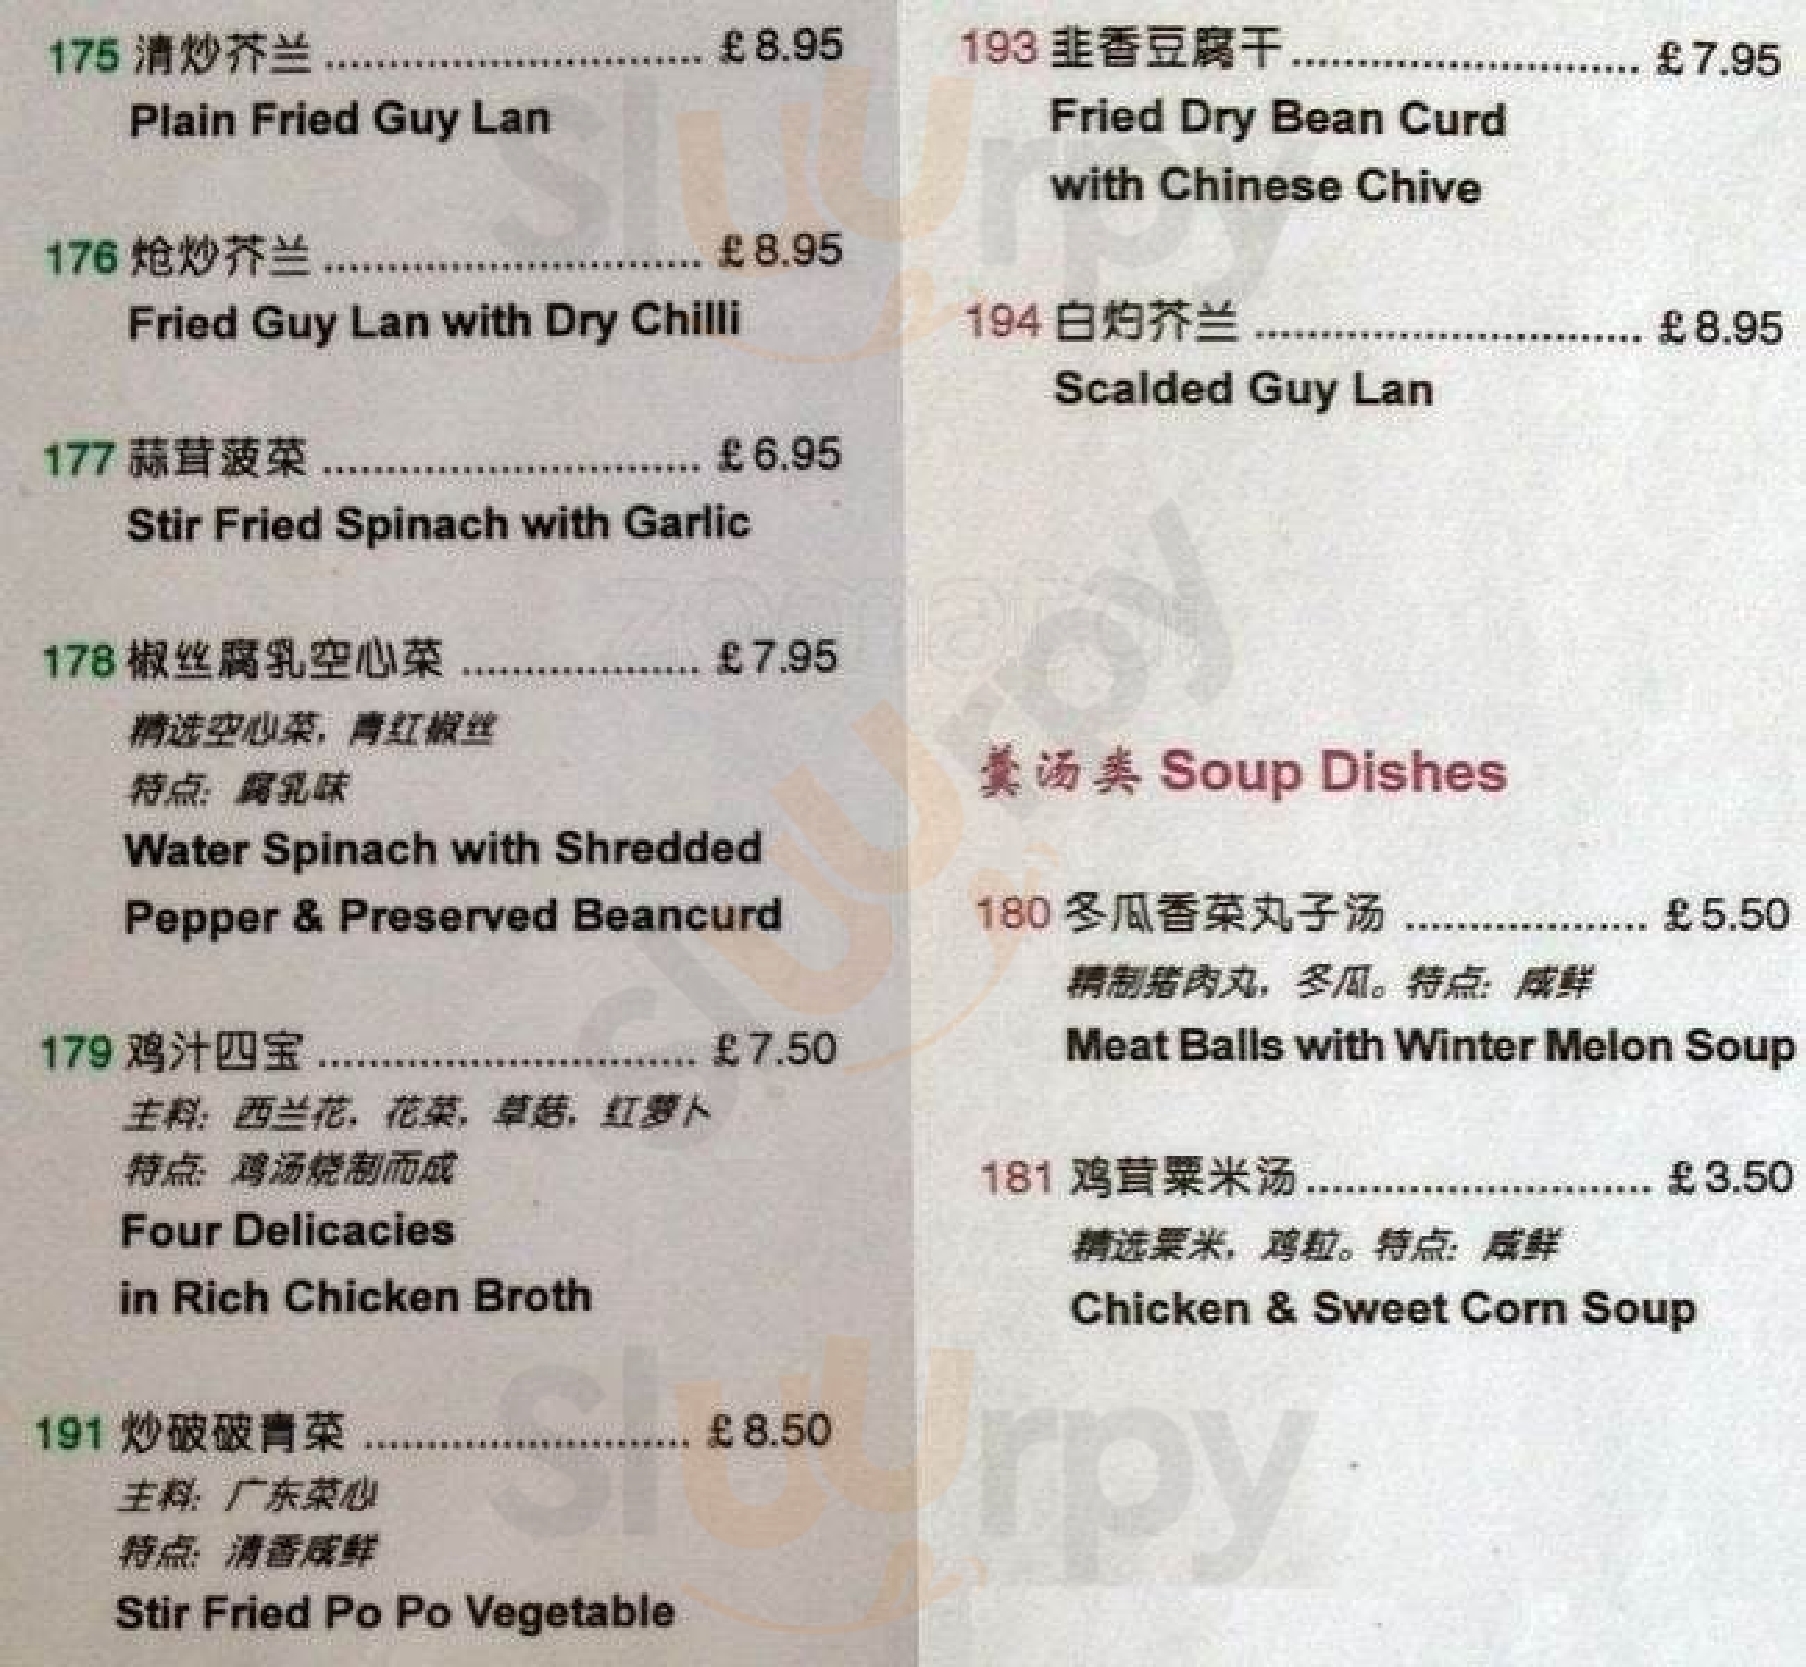 175 清炒芥兰 ............................. £8.95
Plain Fried Guy Lan
176 炝炒芥兰 ............................. £8.95
Fried Guy Lan with Dry Chilli
177 蒜茸菠菜 ............................. £6.95
Stir Fried Spinach with Garlic
178 椒丝腐乳空心菜 .................. £7.95
精选空心菜，青红椒丝
特点：腐乳味
Water Spinach with Shredded
Pepper & Preserved Beancurd
179 鸡汁四宝 ............................. £7.50
主料：西兰花，花菜，草菇，红萝卜
特点：鸡汤烧制而成
Four Delicacies
in Rich Chicken Broth
191 炒破破青菜 ......................... £8.50
主料：广东菜心
特点：清香咸鲜
Stir Fried Po Po Vegetable
193 韭香豆腐干 ........................... £7.95
Fried Dry Bean Curd
with Chinese Chive
194 白灼芥兰 .............................. £8.95
Scalded Guy Lan
羹汤类 Soup Dishes
180 冬瓜香菜丸子汤 ................... £5.50
精制猪肉丸，冬瓜。特点：咸鲜
Meat Balls with Winter Melon Soup
181 鸡茸粟米汤 ........................... £3.50
精选粟米，鸡粒。特点：咸鲜
Chicken & Sweet Corn Soup
Slurpy
Slurpy
Slurpy
zomato